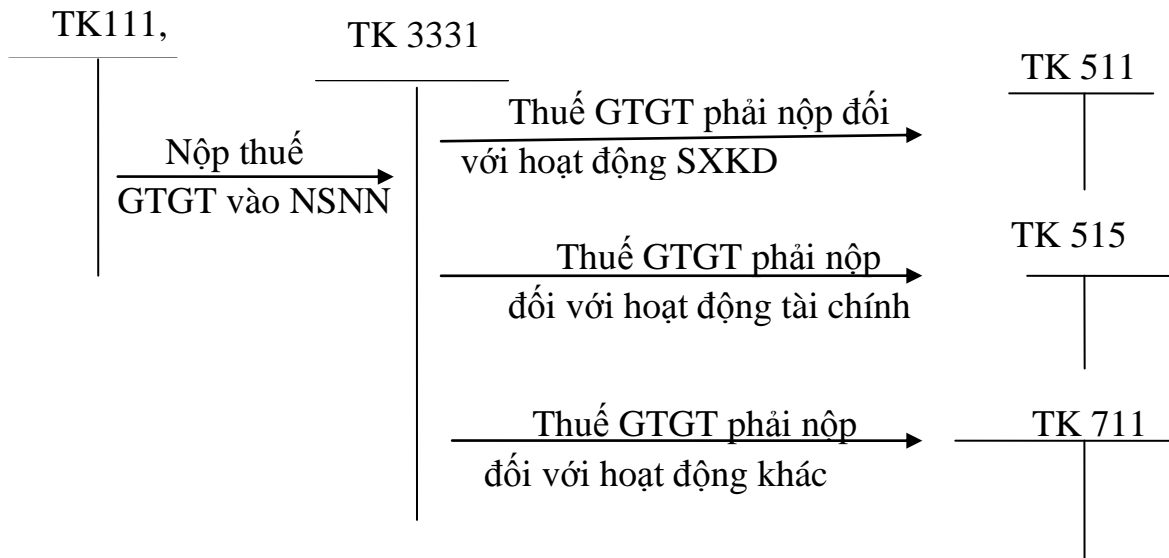 TK111,
TK 3331
TK 511
Thuế GTGT phải nộp đối
với hoạt động SXKD
Nộp thuế
GTGT vào NSNN
TK 515
Thuế GTGT phải nộp
đối với hoạt động tài chính
Thuế GTGT phải nộp
đối với hoạt động khác
TK 711